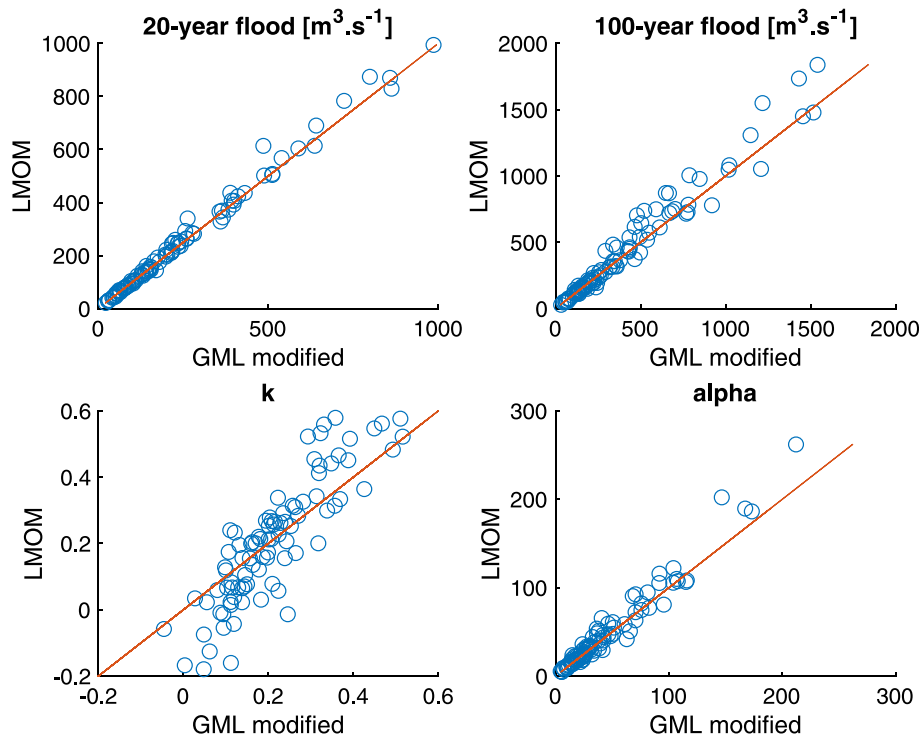 20-year flood [m³.s⁻¹]
1000
800
600
400
200
0
0 500 1000
LMOM
GML modified
100-year flood [m³.s⁻¹]
2000
1500
1000
500
0
0 500 1000 1500 2000
LMOM
GML modified
k
0.6
0.4
0.2
0
-0.2
-0.2 0 0.2 0.4 0.6
LMOM
GML modified
alpha
300
200
100
0
0 100 200 300
LMOM
GML modified